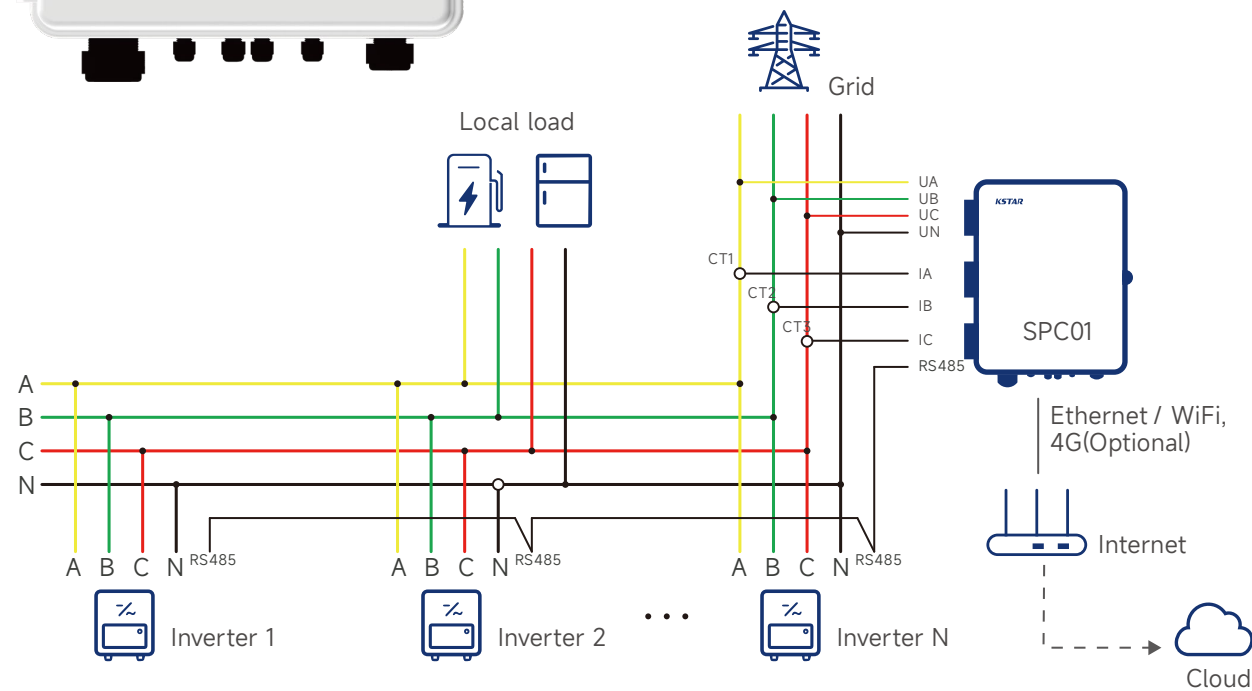 Grid
Local load
UA
UB
UC
UN
KSTAR
CT1
IA
CT2
IB
CT3
IC
SPC01
RS485
A
B
C
N
Ethernet / WiFi,
4G(Optional)
A B C N RS485
A B C N RS485
A B C N RS485
Internet
Inverter 1
Inverter 2
...
Inverter N
Cloud